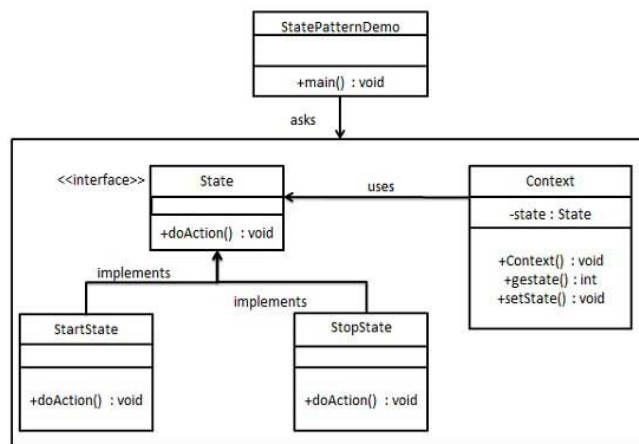 StatePatternDemo
+main() : void
asks
<<interface>>
State
+doAction() : void
uses
Context
-state : State
+Context() : void
+gestate() : int
+setState() : void
implements
implements
StartState
+doAction() : void
StopState
+doAction() : void